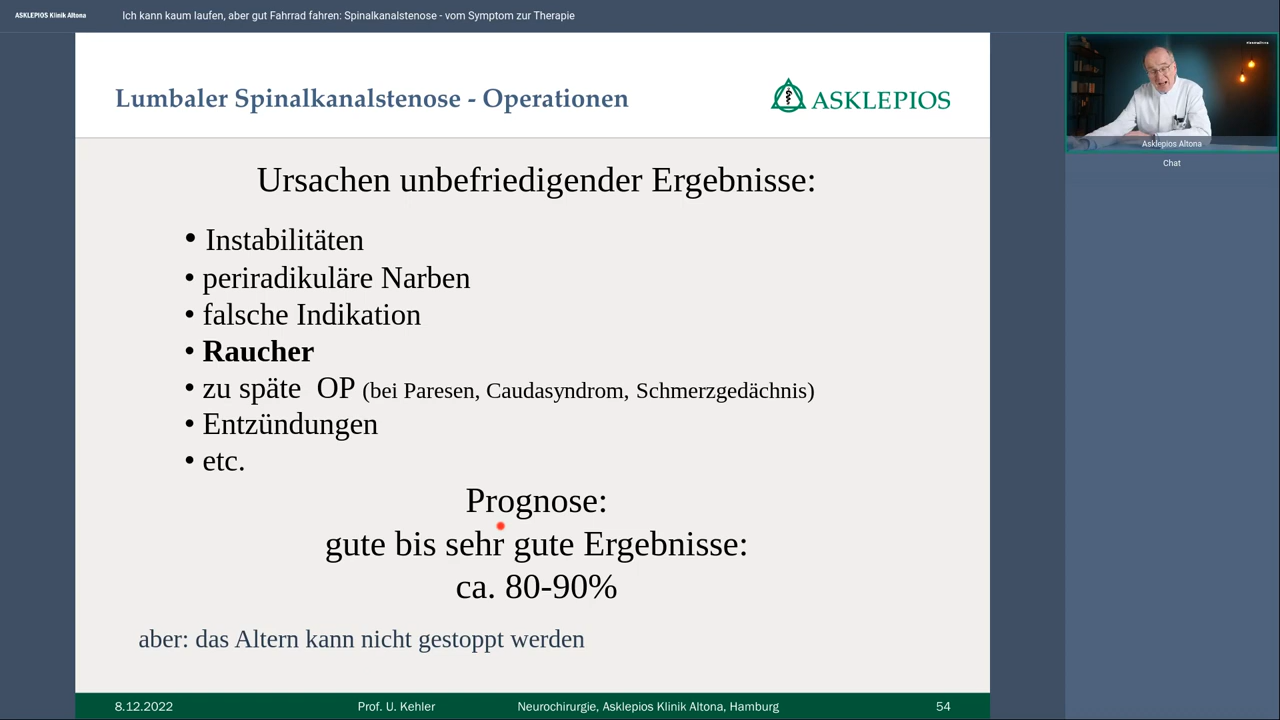 ASKLEPIOS Klinik Altona
Ich kann kaum laufen, aber gut Fahrrad fahren: Spinalkanalstenose - vom Symptom zur Therapie
Lumbaler Spinalkanalstenose - Operationen
ASKLEPIOS
Ursachen unbefriedigender Ergebnisse:
• Instabilitäten
• periradikuläre Narben
• falsche Indikation
• Raucher
• zu späte OP (bei Paresen, Caudasyndrom, Schmerzgedächnis)
• Entzündungen
• etc.
Prognose:
gute bis sehr gute Ergebnisse:
ca. 80-90%
aber: das Altern kann nicht gestoppt werden
8.12.2022 Prof. U. Kehler Neurochirurgie, Asklepios Klinik Altona, Hamburg 54
Asklepios Altona
Chat